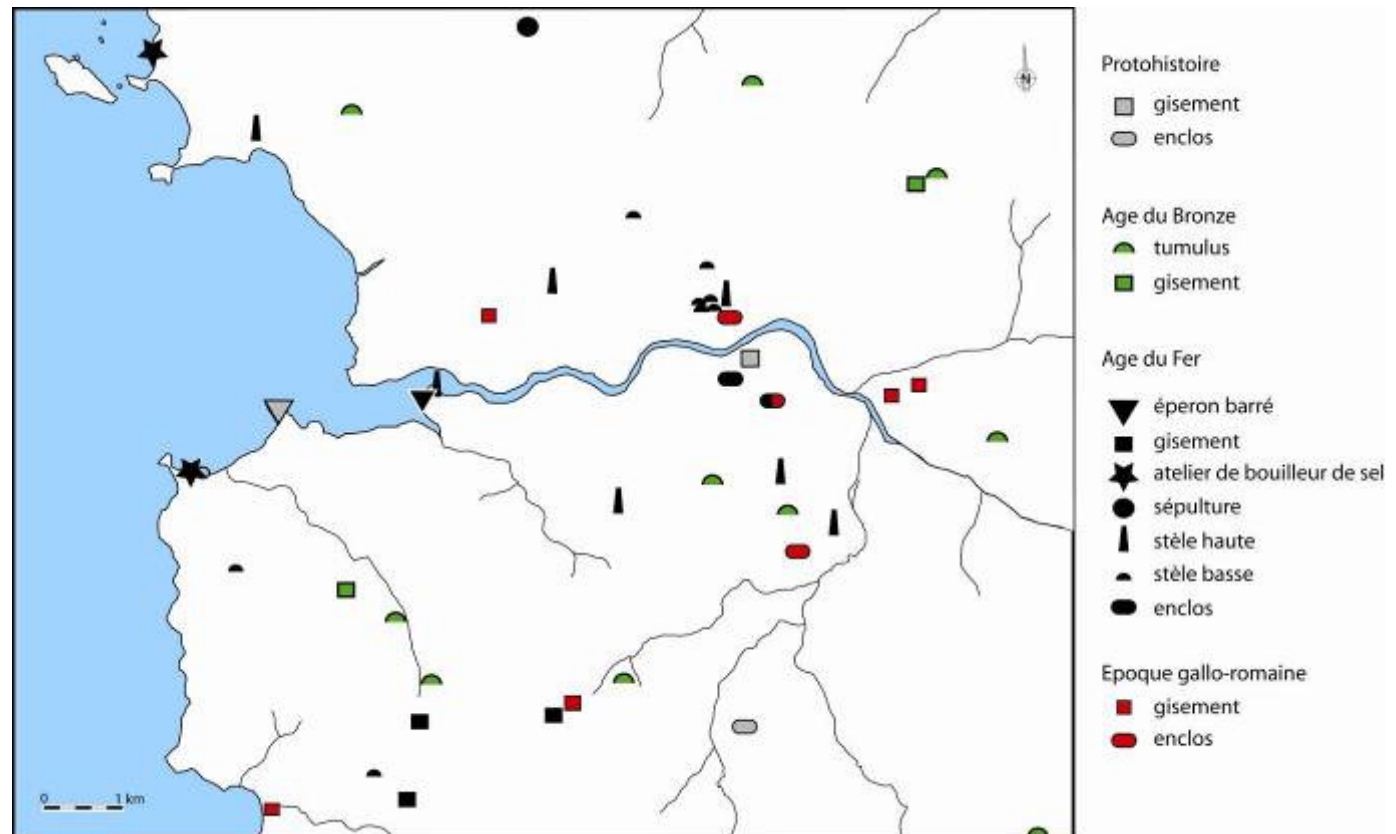 N
Protohistoire
gisement
enclos
Age du Bronze
tumulus
gisement
Age du Fer
éperon barré
gisement
atelier de bouilleur de sel
sépulture
stèle haute
stèle basse
enclos
Epoque gallo-romaine
gisement
enclos
0 1 km